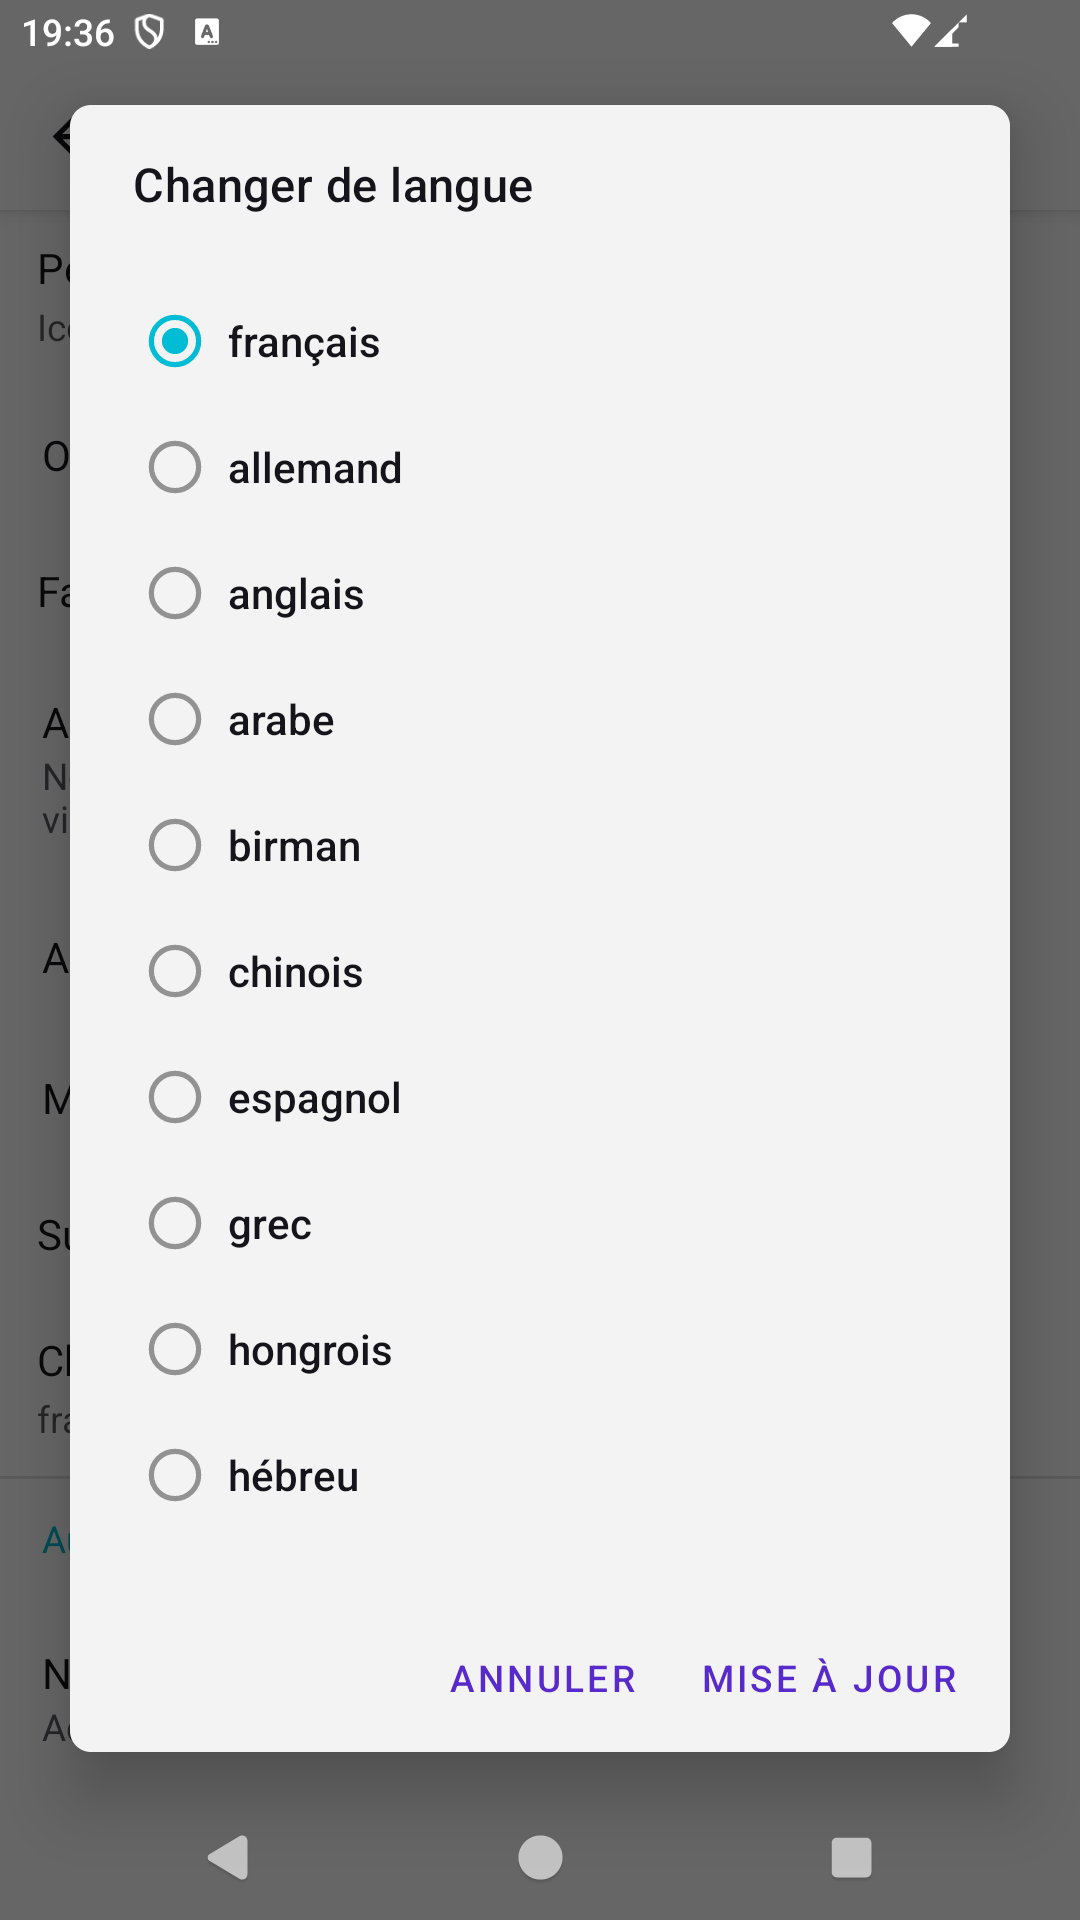 19:36
Changer de langue
français
allemand
anglais
arabe
birman
chinois
espagnol
grec
hongrois
hébreu
ANNULER MISE À JOUR